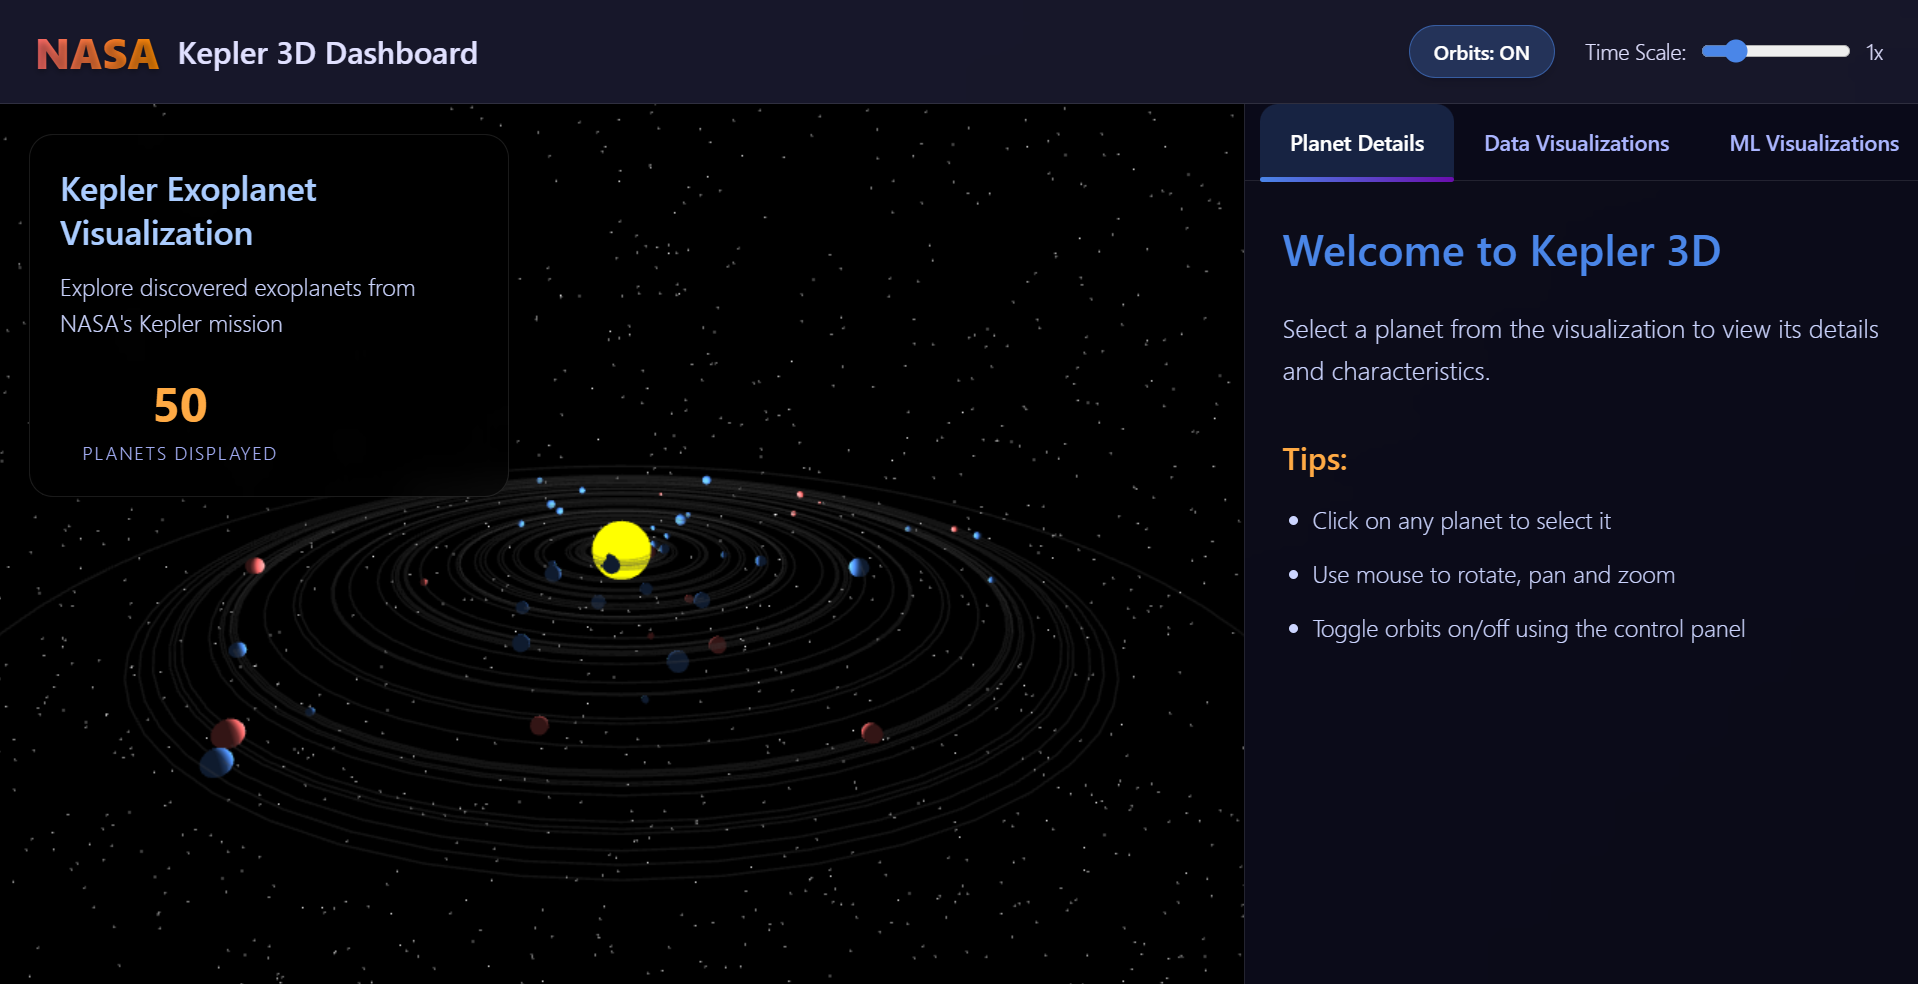 NASA Kepler 3D Dashboard
Orbits: ON
Time Scale:
1x
Kepler Exoplanet
Visualization
Explore discovered exoplanets from
NASA's Kepler mission
50
PLANETS DISPLAYED
Planet Details
Data Visualizations
ML Visualizations
Welcome to Kepler 3D
Select a planet from the visualization to view its details
and characteristics.
Tips:
Click on any planet to select it
Use mouse to rotate, pan and zoom
Toggle orbits on/off using the control panel